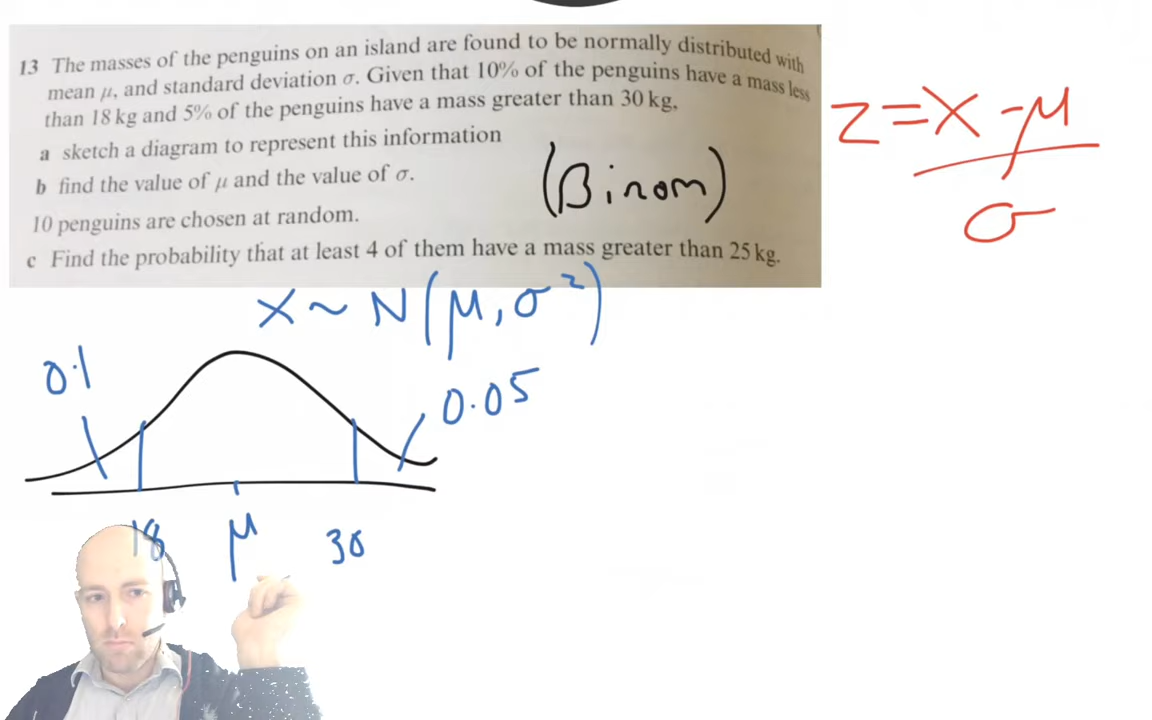 13 The masses of the penguins on an island are found to be normally distributed with
mean μ, and standard deviation σ. Given that 10% of the penguins have a mass less
than 18 kg and 5% of the penguins have a mass greater than 30 kg,
a sketch a diagram to represent this information
b find the value of μ and the value of σ.
10 penguins are chosen at random.
c Find the probability that at least 4 of them have a mass greater than 25 kg.
(Binom)
z = x - μ
σ
X ~ N(μ, σ²)
0.1
0.05
18 μ 30